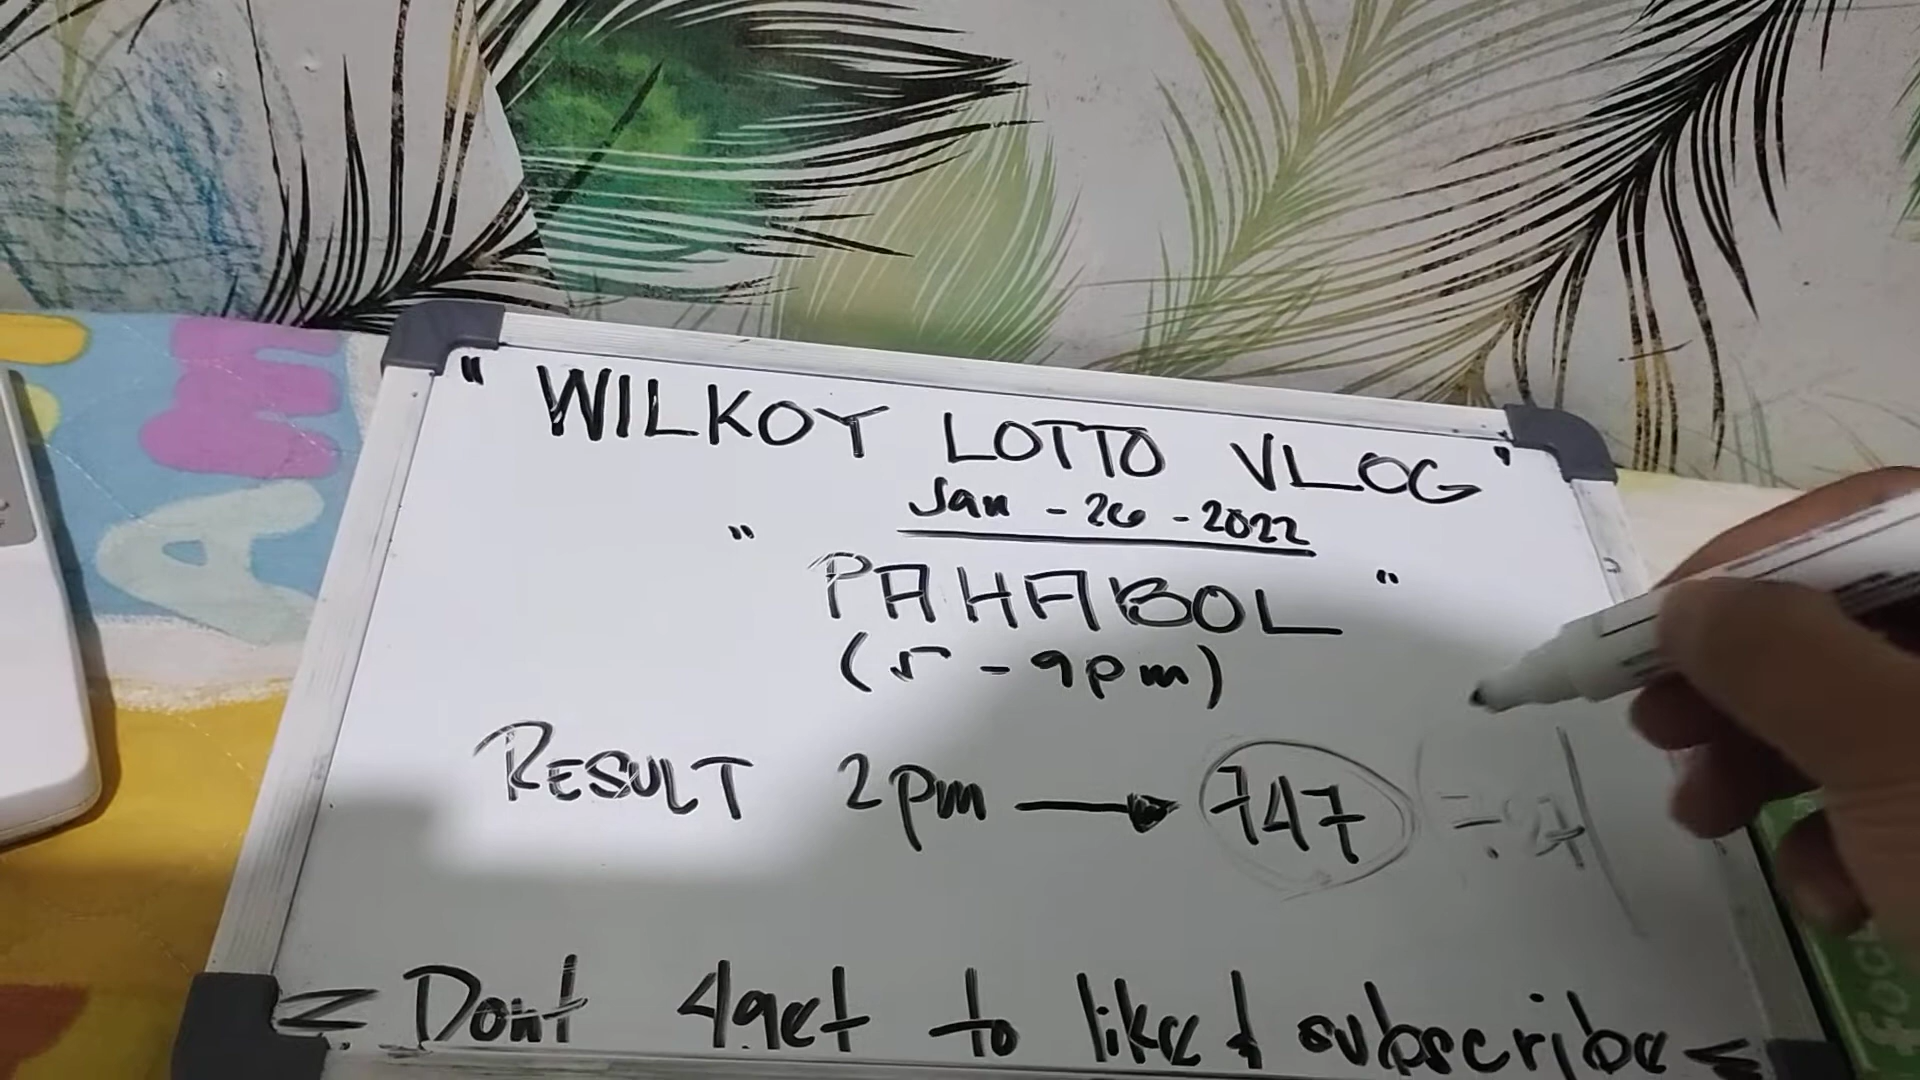 " WILKOY LOTTO VLOG "
Jan - 26 - 2022
" PAHABOL "
(5 - 9pm)
RESULT 2pm → 747
Dont 4get to like & subscribe